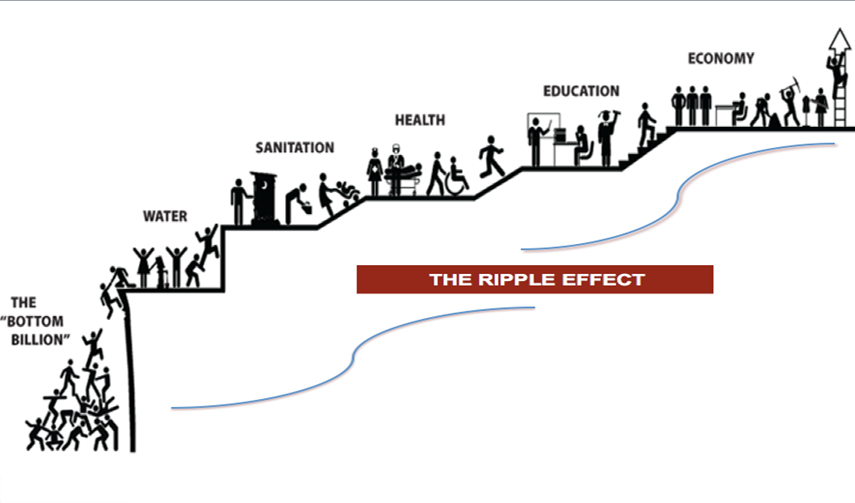 ECONOMY
EDUCATION
HEALTH
SANITATION
WATER
THE RIPPLE EFFECT
THE
“BOTTOM
BILLION”